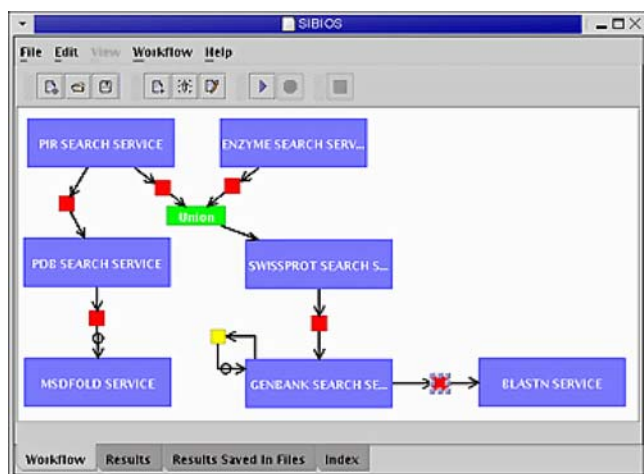 SIBIOS
File Edit View Workflow Help
PIR SEARCH SERVICE
ENZYME SEARCH SERV...
Union
PDB SEARCH SERVICE
SWISSPROT SEARCH S...
MSDFOLD SERVICE
GENBANK SEARCH SE...
BLASTN SERVICE
Workflow Results Results Saved In Files Index